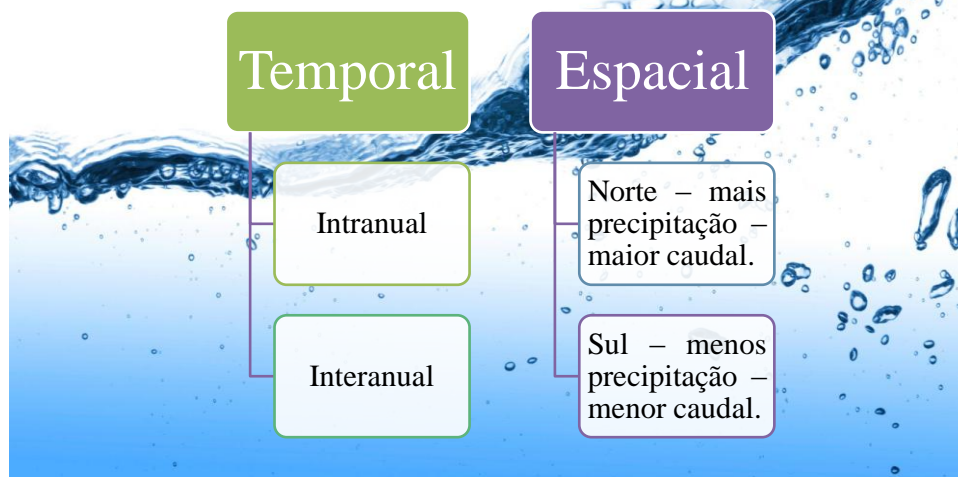 Temporal
Intranual
Interanual
Espacial
Norte – mais
precipitação –
maior caudal.
Sul – menos
precipitação –
menor caudal.